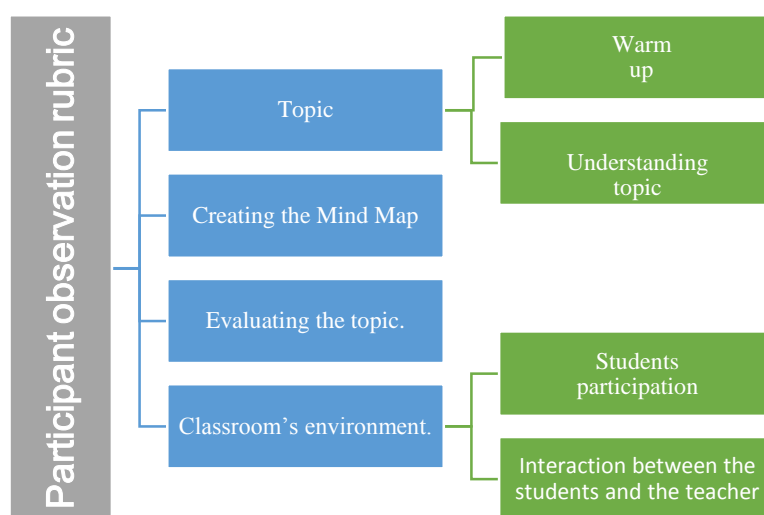 Participant observation rubric
Topic
Warm
up
Understanding
topic
Creating the Mind Map
Evaluating the topic.
Classroom’s environment.
Students
participation
Interaction between the
students and the teacher